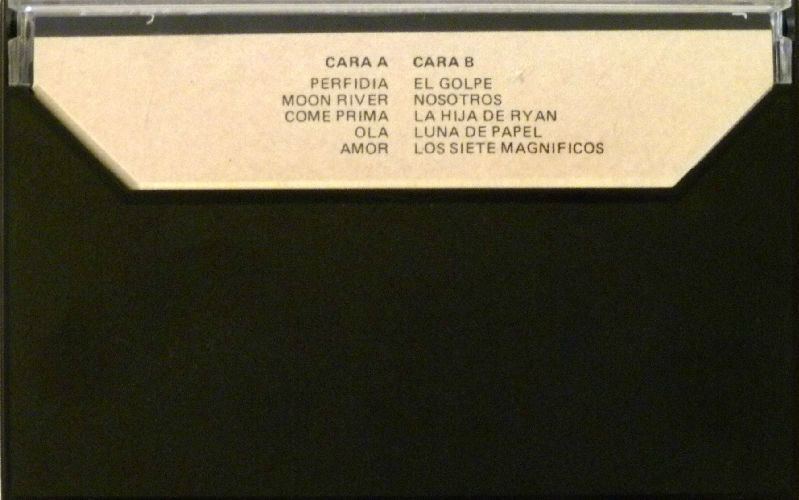 CARA A CARA B
PERFIDIA EL GOLPE
MOON RIVER NOSOTROS
COME PRIMA LA HIJA DE RYAN
OLA LUNA DE PAPEL
AMOR LOS SIETE MAGNIFICOS